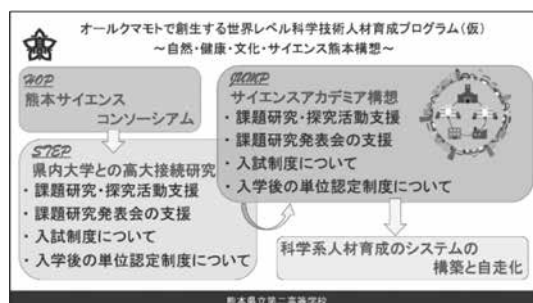 オールクマモトで創生する世界レベル科学技術人材育成プログラム(仮)
~自然・健康・文化・サイエンス熊本構想~
HOP
熊本サイエンス
コンソーシアム
STEP
県内大学との高大接続研究
・課題研究・探究活動支援
・課題研究発表会の支援
・入試制度について
・入学後の単位認定制度について
JUMP
サイエンスアカデミア構想
・課題研究・探究活動支援
・課題研究発表会の支援
・入試制度について
・入学後の単位認定制度について
科学系人材育成のシステムの
構築と自走化
熊本県立第二高等学校